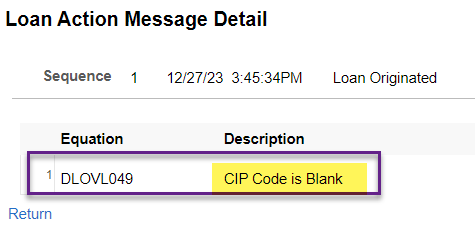 Loan Action Message Detail
Sequence 1 12/27/23 3:45:34PM Loan Originated
Equation Description
1 DLOVL049 CIP Code is Blank
Return